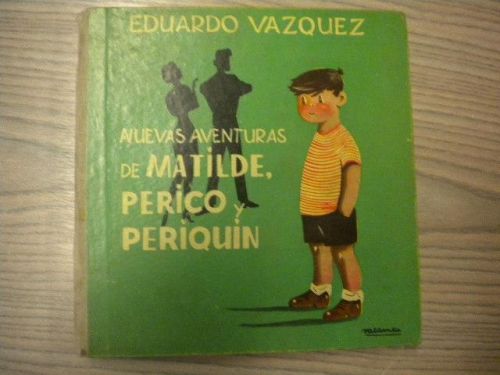 EDUARDO VAZQUEZ
NUEVAS AVENTURAS
DE MATILDE,
PERICO Y
PERIQUIN